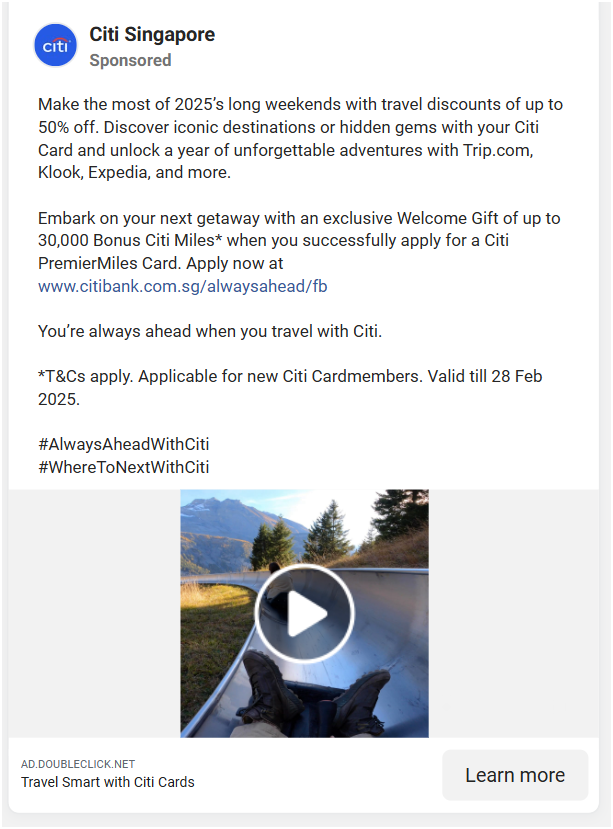 citi
Citi Singapore
Sponsored
Make the most of 2025’s long weekends with travel discounts of up to
50% off. Discover iconic destinations or hidden gems with your Citi
Card and unlock a year of unforgettable adventures with Trip.com,
Klook, Expedia, and more.
Embark on your next getaway with an exclusive Welcome Gift of up to
30,000 Bonus Citi Miles* when you successfully apply for a Citi
PremierMiles Card. Apply now at
www.citibank.com.sg/alwaysahead/fb
You’re always ahead when you travel with Citi.
*T&Cs apply. Applicable for new Citi Cardmembers. Valid till 28 Feb
2025.
#AlwaysAheadWithCiti
#WhereToNextWithCiti
AD.DOUBLECLICK.NET
Travel Smart with Citi Cards
Learn more